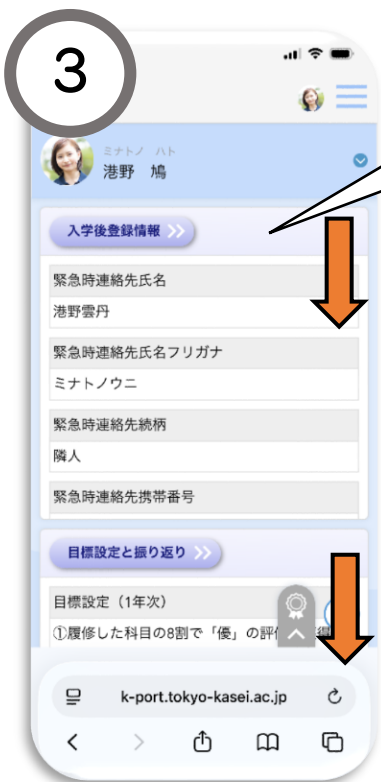 3
ミナトノ ハト
港野 鳩
入学後登録情報
緊急時連絡先氏名
港野雲丹
緊急時連絡先氏名フリガナ
ミナトノウニ
緊急時連絡先続柄
隣人
緊急時連絡先携帯番号
目標設定と振り返り
目標設定（1年次）
①履修した科目の8割で「優」の評
k-port.tokyo-kasei.ac.jp